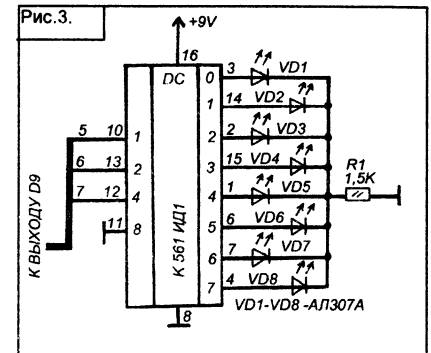 Рис.3.
+9V
16
DC
0 3 VD1
1 14 VD2
2 2 VD3
3 15 VD4
4 1 VD5
5 6 VD6
6 7 VD7
7 4 VD8
5 10 1
6 13 2
7 12 4
11 8
К ВЫХОДУ D9
К 561 ИД1
R1
1,5K
8
VD1-VD8 -АЛ307А